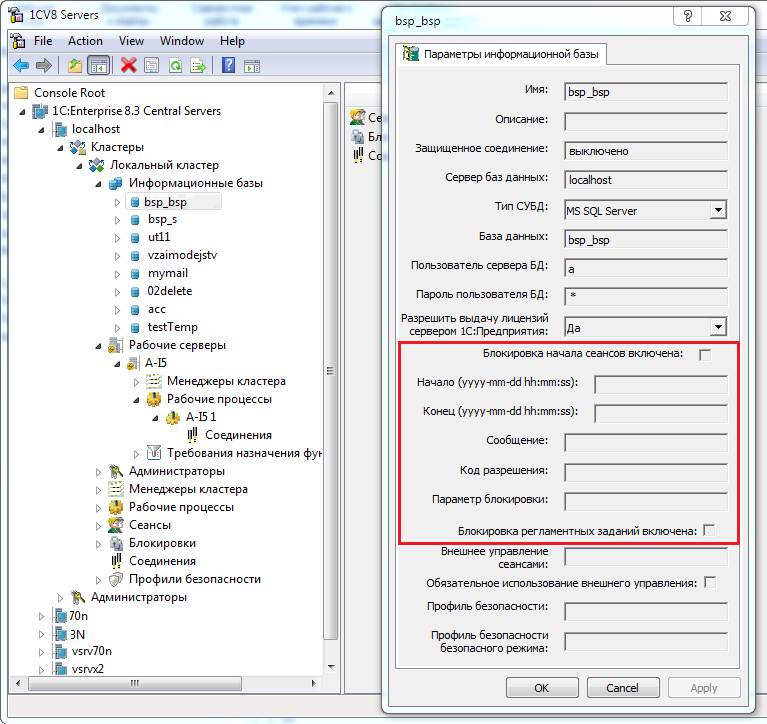 1CV8 Servers
File Action View Window Help
Console Root
1C:Enterprise 8.3 Central Servers
localhost
Кластеры
Локальный кластер
Информационные базы
bsp_bsp
bsp_s
ut11
vzaimodejstv
mymail
02delete
acc
testTemp
Рабочие серверы
A-I5
Менеджеры кластера
Рабочие процессы
A-I5 1
Соединения
Требования назначения фун
Администраторы
Менеджеры кластера
Рабочие процессы
Сеансы
Блокировки
Соединения
Профили безопасности
Администраторы
70n
3N
vsrv70n
vsrvx2
Се
Бл
Со
bsp_bsp
Параметры информационной базы
Имя: bsp_bsp
Описание:
Защищенное соединение: выключено
Сервер баз данных: localhost
Тип СУБД: MS SQL Server
База данных: bsp_bsp
Пользователь сервера БД: a
Пароль пользователя БД: *
Разрешить выдачу лицензий
сервером 1С:Предприятия: Да
Блокировка начала сеансов включена:
Начало (yyyy-mm-dd hh:mm:ss):
Конец (yyyy-mm-dd hh:mm:ss):
Сообщение:
Код разрешения:
Параметр блокировки:
Блокировка регламентных заданий включена:
Внешнее управление
сеансами:
Обязательное использование внешнего управления:
Профиль безопасности:
Профиль безопасности
безопасного режима:
OK Cancel Apply